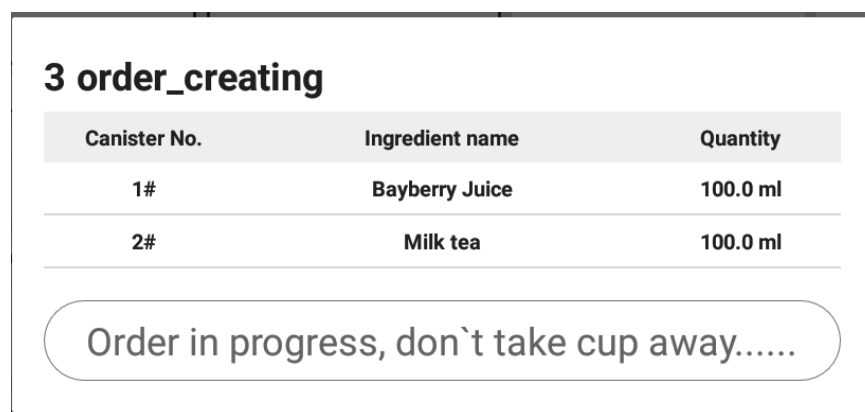 3 order_creating
Canister No. Ingredient name Quantity
1# Bayberry Juice 100.0 ml
2# Milk tea 100.0 ml
Order in progress, don`t take cup away......